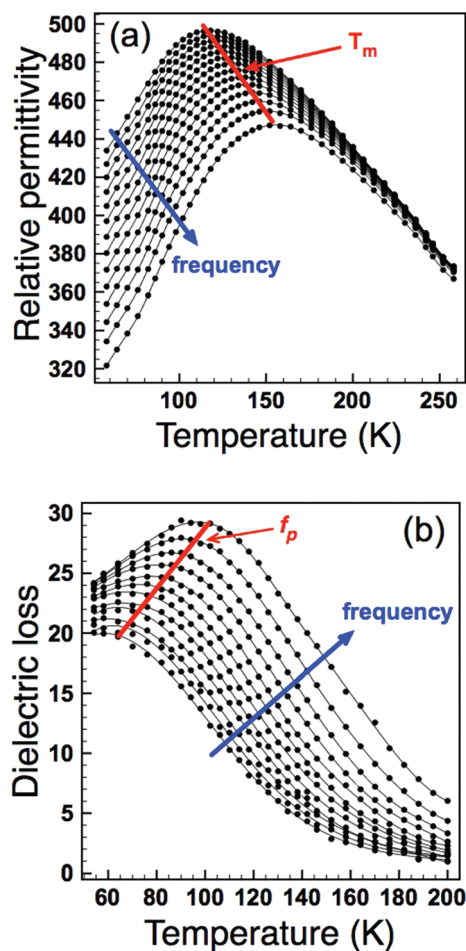 (a)
500
480
460
440
420
400
380
360
340
320
Relative permittivity
Tm
frequency
100
150
200
250
Temperature (K)
(b)
30
25
20
15
10
5
0
Dielectric loss
fp
frequency
60
80
100
120
140
160
180
200
Temperature (K)